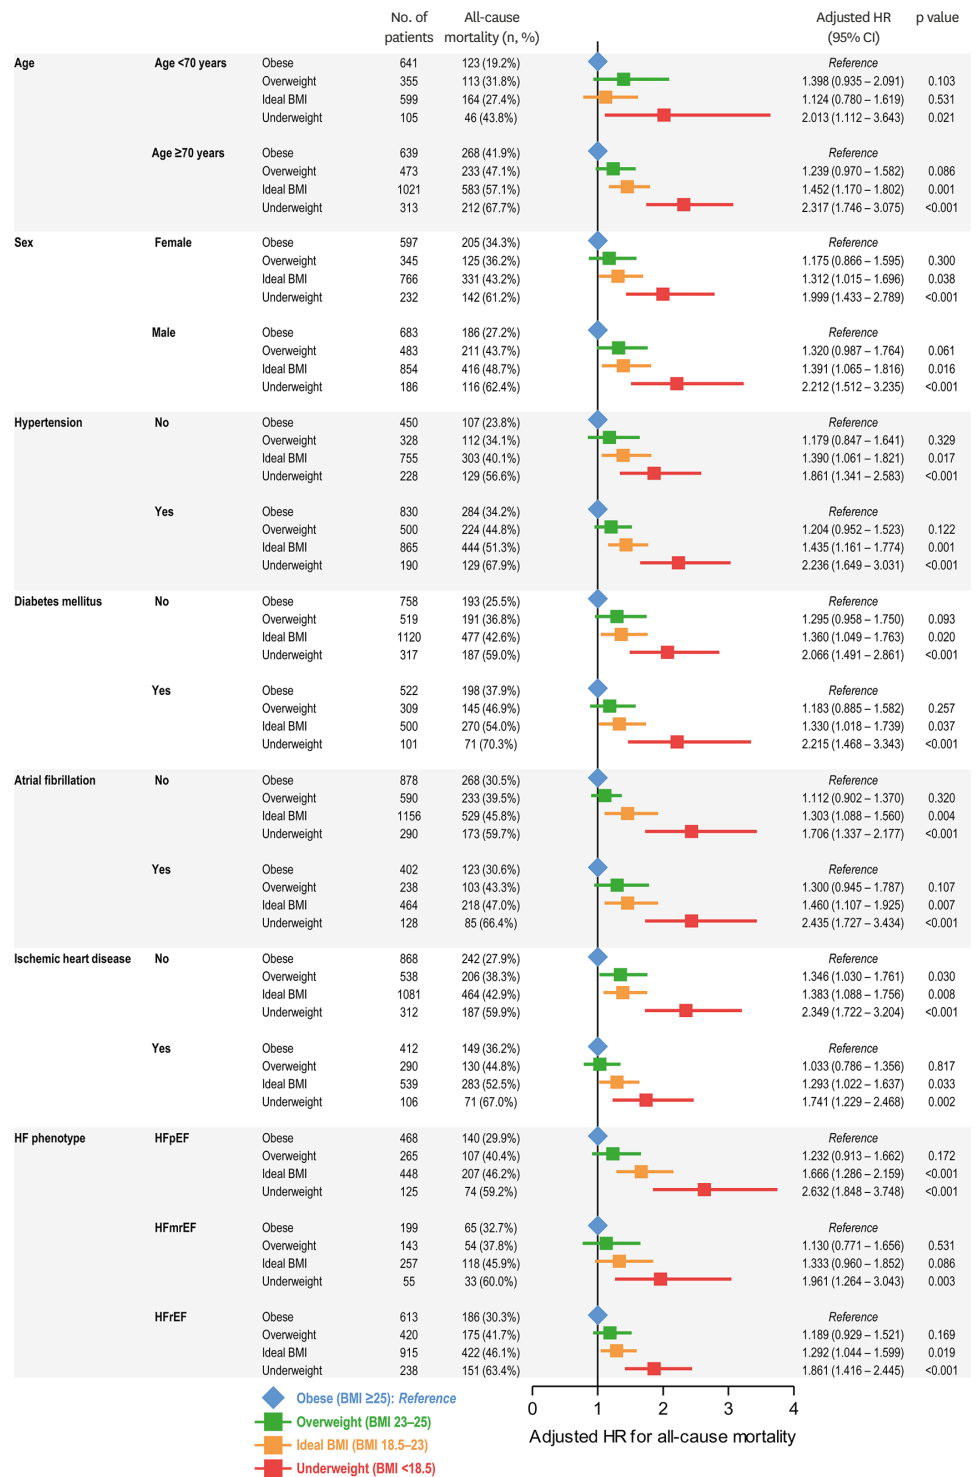 No. of All-cause Adjusted HR p value
patients mortality (n, %) (95% CI)
Age Age <70 years Obese 641 123 (19.2%) Reference
Overweight 355 113 (31.8%) 1.398 (0.935 – 2.091) 0.103
Ideal BMI 599 164 (27.4%) 1.124 (0.780 – 1.619) 0.531
Underweight 105 46 (43.8%) 2.013 (1.112 – 3.643) 0.021
Age ≥70 years Obese 639 268 (41.9%) Reference
Overweight 473 233 (47.1%) 1.239 (0.970 – 1.582) 0.086
Ideal BMI 1021 583 (57.1%) 1.452 (1.170 – 1.802) 0.001
Underweight 313 212 (67.7%) 2.317 (1.746 – 3.075) <0.001
Sex Female Obese 597 205 (34.3%) Reference
Overweight 345 125 (36.2%) 1.175 (0.866 – 1.595) 0.300
Ideal BMI 766 331 (43.2%) 1.312 (1.015 – 1.696) 0.038
Underweight 232 142 (61.2%) 1.999 (1.433 – 2.789) <0.001
Male Obese 683 186 (27.2%) Reference
Overweight 483 211 (43.7%) 1.320 (0.987 – 1.764) 0.061
Ideal BMI 854 416 (48.7%) 1.391 (1.065 – 1.816) 0.016
Underweight 186 116 (62.4%) 2.212 (1.512 – 3.235) <0.001
Hypertension No Obese 450 107 (23.8%) Reference
Overweight 328 112 (34.1%) 1.179 (0.847 – 1.641) 0.329
Ideal BMI 755 303 (40.1%) 1.390 (1.061 – 1.821) 0.017
Underweight 228 129 (56.6%) 1.861 (1.341 – 2.583) <0.001
Yes Obese 830 284 (34.2%) Reference
Overweight 500 224 (44.8%) 1.204 (0.952 – 1.523) 0.122
Ideal BMI 865 444 (51.3%) 1.435 (1.161 – 1.774) 0.001
Underweight 190 129 (67.9%) 2.236 (1.649 – 3.031) <0.001
Diabetes mellitus No Obese 758 193 (25.5%) Reference
Overweight 519 191 (36.8%) 1.295 (0.958 – 1.750) 0.093
Ideal BMI 1120 477 (42.6%) 1.360 (1.049 – 1.763) 0.020
Underweight 317 187 (59.0%) 2.066 (1.491 – 2.861) <0.001
Yes Obese 522 198 (37.9%) Reference
Overweight 309 145 (46.9%) 1.183 (0.885 – 1.582) 0.257
Ideal BMI 500 270 (54.0%) 1.330 (1.018 – 1.739) 0.037
Underweight 101 71 (70.3%) 2.215 (1.468 – 3.343) <0.001
Atrial fibrillation No Obese 878 268 (30.5%) Reference
Overweight 590 233 (39.5%) 1.112 (0.902 – 1.370) 0.320
Ideal BMI 1156 529 (45.8%) 1.303 (1.088 – 1.560) 0.004
Underweight 290 173 (59.7%) 1.706 (1.337 – 2.177) <0.001
Yes Obese 402 123 (30.6%) Reference
Overweight 238 103 (43.3%) 1.300 (0.945 – 1.787) 0.107
Ideal BMI 464 218 (47.0%) 1.460 (1.107 – 1.925) 0.007
Underweight 128 85 (66.4%) 2.435 (1.727 – 3.434) <0.001
Ischemic heart disease No Obese 868 242 (27.9%) Reference
Overweight 538 206 (38.3%) 1.346 (1.030 – 1.761) 0.030
Ideal BMI 1081 464 (42.9%) 1.383 (1.088 – 1.756) 0.008
Underweight 312 187 (59.9%) 2.349 (1.722 – 3.204) <0.001
Yes Obese 412 149 (36.2%) Reference
Overweight 290 130 (44.8%) 1.033 (0.786 – 1.356) 0.817
Ideal BMI 539 283 (52.5%) 1.293 (1.022 – 1.637) 0.033
Underweight 106 71 (67.0%) 1.741 (1.229 – 2.468) 0.002
HF phenotype HFpEF Obese 468 140 (29.9%) Reference
Overweight 265 107 (40.4%) 1.232 (0.913 – 1.662) 0.172
Ideal BMI 448 207 (46.2%) 1.666 (1.286 – 2.159) <0.001
Underweight 125 74 (59.2%) 2.632 (1.848 – 3.748) <0.001
HFmrEF Obese 199 65 (32.7%) Reference
Overweight 143 54 (37.8%) 1.130 (0.771 – 1.656) 0.531
Ideal BMI 257 118 (45.9%) 1.333 (0.960 – 1.852) 0.086
Underweight 55 33 (60.0%) 1.961 (1.264 – 3.043) 0.003
HFrEF Obese 613 186 (30.3%) Reference
Overweight 420 175 (41.7%) 1.189 (0.929 – 1.521) 0.169
Ideal BMI 915 422 (46.1%) 1.292 (1.044 – 1.599) 0.019
Underweight 238 151 (63.4%) 1.861 (1.416 – 2.445) <0.001
Obese (BMI ≥25): Reference
Overweight (BMI 23–25)
Ideal BMI (BMI 18.5–23)
Underweight (BMI <18.5)
0 1 2 3 4
Adjusted HR for all-cause mortality